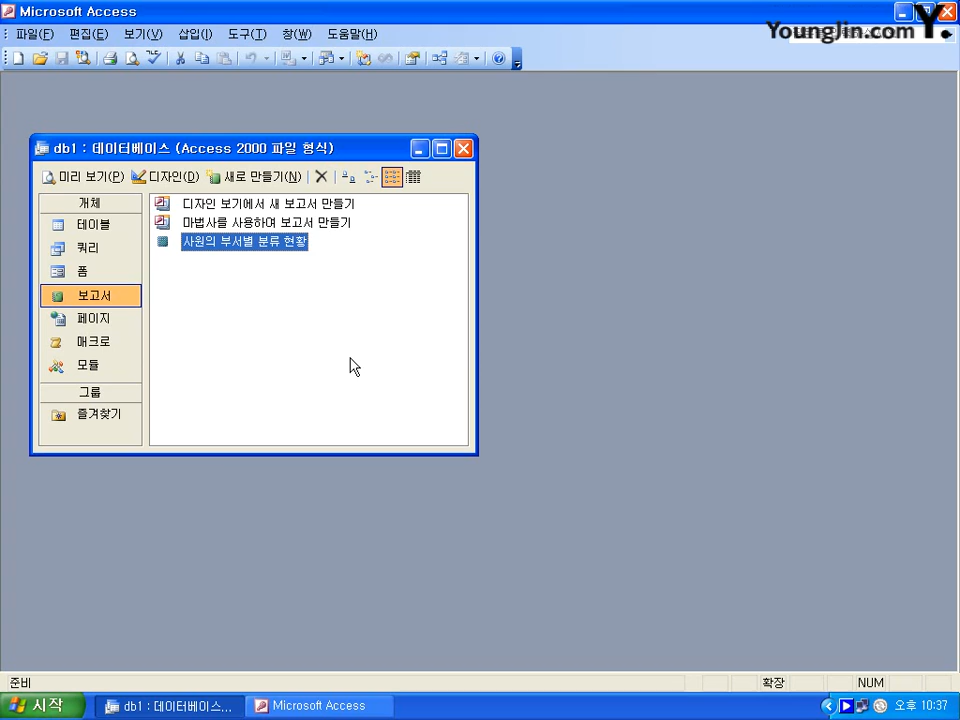 Microsoft Access
파일(F) 편집(E) 보기(V) 삽입(I) 도구(T) 창(W) 도움말(H)
YoungJin.com Y.
db1 : 데이터베이스 (Access 2000 파일 형식)
미리 보기(P) 디자인(D) 새로 만들기(N)
개체
테이블
쿼리
폼
보고서
페이지
매크로
모듈
그룹
즐겨찾기
디자인 보기에서 새 보고서 만들기
마법사를 사용하여 보고서 만들기
사원의 부서별 분류 현황
준비
확장 NUM
시작 db1 : 데이터베이스... Microsoft Access 오후 10:37